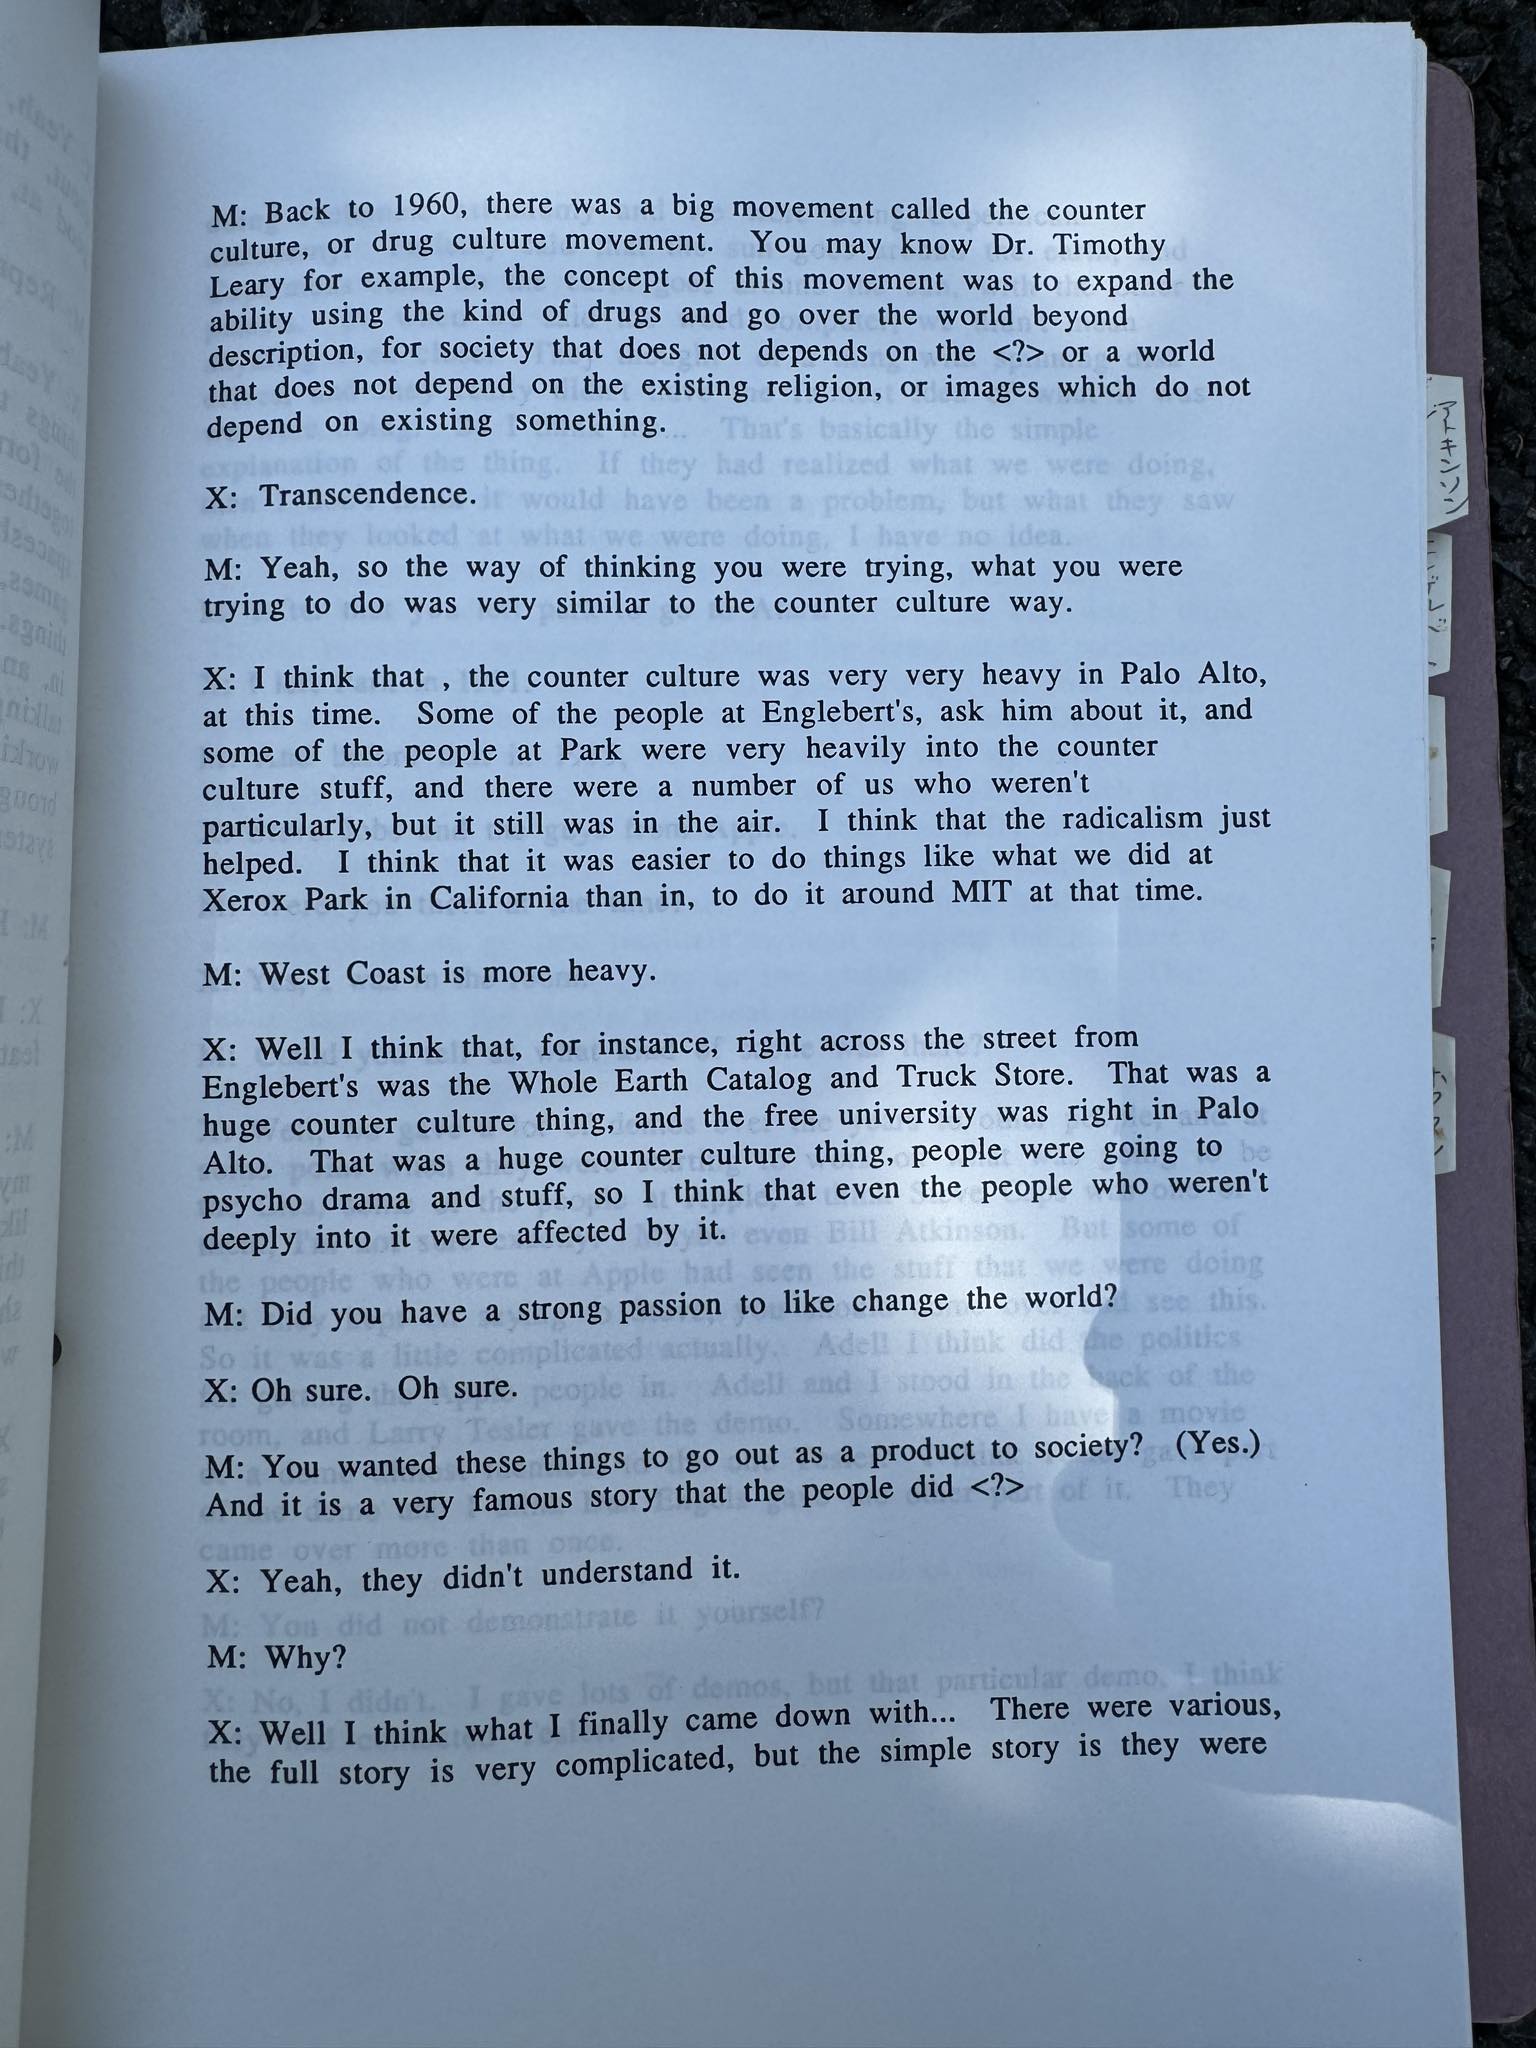 M: Back to 1960, there was a big movement called the counter
culture, or drug culture movement. You may know Dr. Timothy
Leary for example, the concept of this movement was to expand the
ability using the kind of drugs and go over the world beyond
description, for society that does not depends on the <?> or a world
that does not depend on the existing religion, or images which do not
depend on existing something.
X: Transcendence.
M: Yeah, so the way of thinking you were trying, what you were
trying to do was very similar to the counter culture way.
X: I think that , the counter culture was very very heavy in Palo Alto,
at this time. Some of the people at Englebert's, ask him about it, and
some of the people at Park were very heavily into the counter
culture stuff, and there were a number of us who weren't
particularly, but it still was in the air. I think that the radicalism just
helped. I think that it was easier to do things like what we did at
Xerox Park in California than in, to do it around MIT at that time.
M: West Coast is more heavy.
X: Well I think that, for instance, right across the street from
Englebert's was the Whole Earth Catalog and Truck Store. That was a
huge counter culture thing, and the free university was right in Palo
Alto. That was a huge counter culture thing, people were going to
psycho drama and stuff, so I think that even the people who weren't
deeply into it were affected by it.
M: Did you have a strong passion to like change the world?
X: Oh sure. Oh sure.
M: You wanted these things to go out as a product to society? (Yes.)
And it is a very famous story that the people did <?>
X: Yeah, they didn't understand it.
M: Why?
X: Well I think what I finally came down with... There were various,
the full story is very complicated, but the simple story is they were